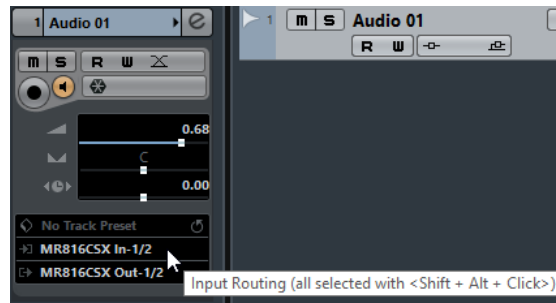 1 Audio 01 e
m S R W
0.68
C
0.00
No Track Preset
MR816CSX In-1/2
MR816CSX Out-1/2
1 m S Audio 01
R W
Input Routing (all selected with <Shift + Alt + Click>)